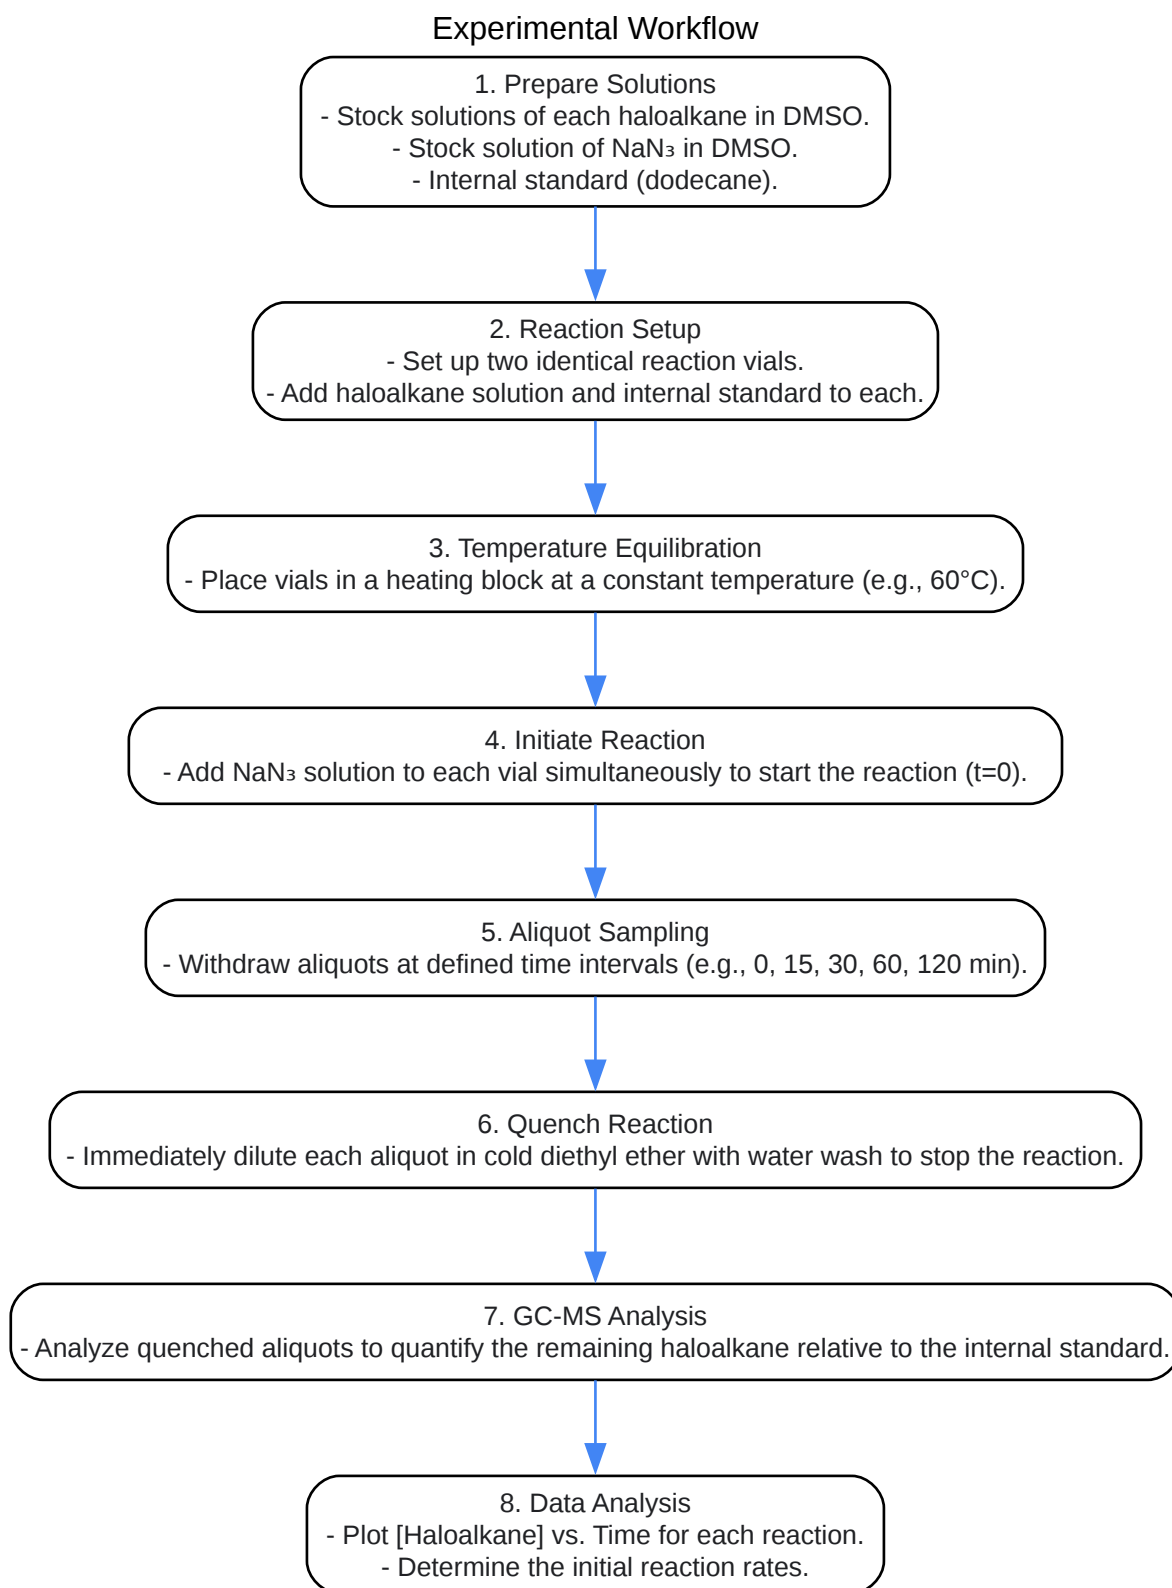 Experimental Workflow
1. Prepare Solutions
- Stock solutions of each haloalkane in DMSO.
- Stock solution of NaN₃ in DMSO.
- Internal standard (dodecane).
2. Reaction Setup
- Set up two identical reaction vials.
- Add haloalkane solution and internal standard to each.
3. Temperature Equilibration
- Place vials in a heating block at a constant temperature (e.g., 60°C).
4. Initiate Reaction
- Add NaN₃ solution to each vial simultaneously to start the reaction (t=0).
5. Aliquot Sampling
- Withdraw aliquots at defined time intervals (e.g., 0, 15, 30, 60, 120 min).
6. Quench Reaction
- Immediately dilute each aliquot in cold diethyl ether with water wash to stop the reaction.
7. GC-MS Analysis
- Analyze quenched aliquots to quantify the remaining haloalkane relative to the internal standard.
8. Data Analysis
- Plot [Haloalkane] vs. Time for each reaction.
- Determine the initial reaction rates.